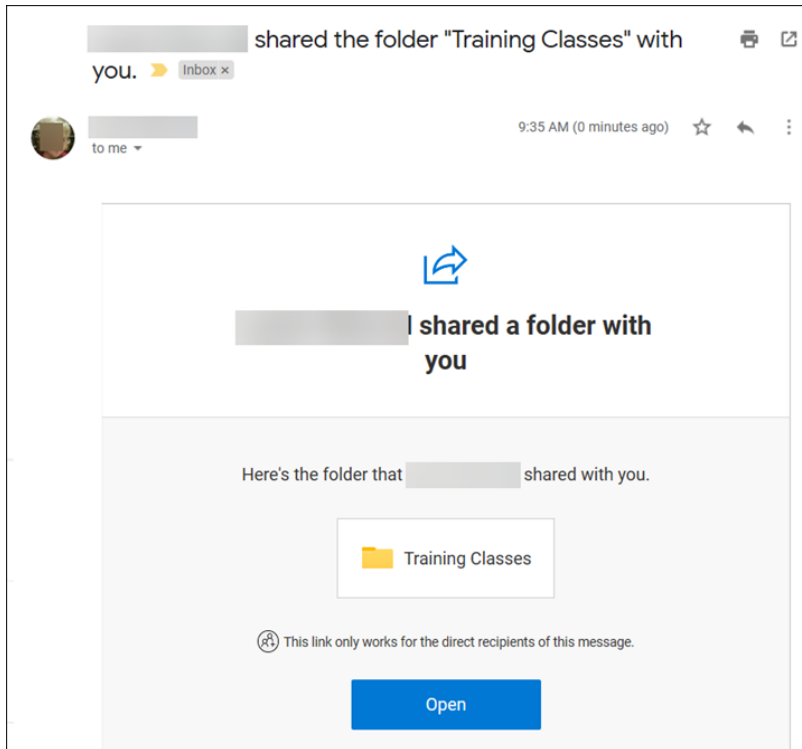 shared the folder "Training Classes" with
you. Inbox ×
9:35 AM (0 minutes ago)
to me
shared a folder with
you
Here's the folder that shared with you.
Training Classes
This link only works for the direct recipients of this message.
Open